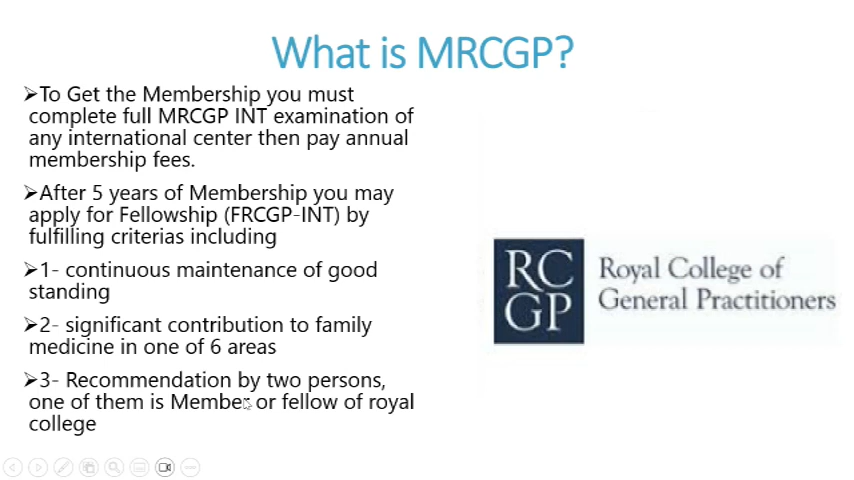 What is MRCGP?
➢To Get the Membership you must
complete full MRCGP INT examination of
any international center then pay annual
membership fees.
➢After 5 years of Membership you may
apply for Fellowship (FRCGP-INT) by
fulfilling criterias including
➢1- continuous maintenance of good
standing
➢2- significant contribution to family
medicine in one of 6 areas
➢3- Recommendation by two persons,
one of them is Member or fellow of royal
college
RC
GP
Royal College of
General Practitioners